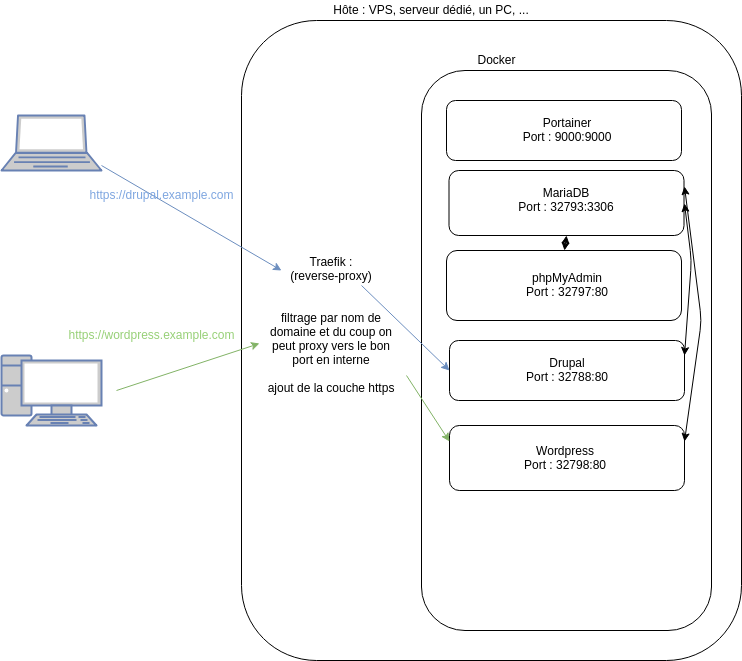 Hôte : VPS, serveur dédié, un PC, ...
Docker
Portainer
Port : 9000:9000
MariaDB
Port : 32793:3306
https://drupal.example.com
Traefik :
(reverse-proxy)
phpMyAdmin
Port : 32797:80
filtrage par nom de
domaine et du coup on
peut proxy vers le bon
port en interne
https://wordpress.example.com
ajout de la couche https
Drupal
Port : 32788:80
Wordpress
Port : 32798:80